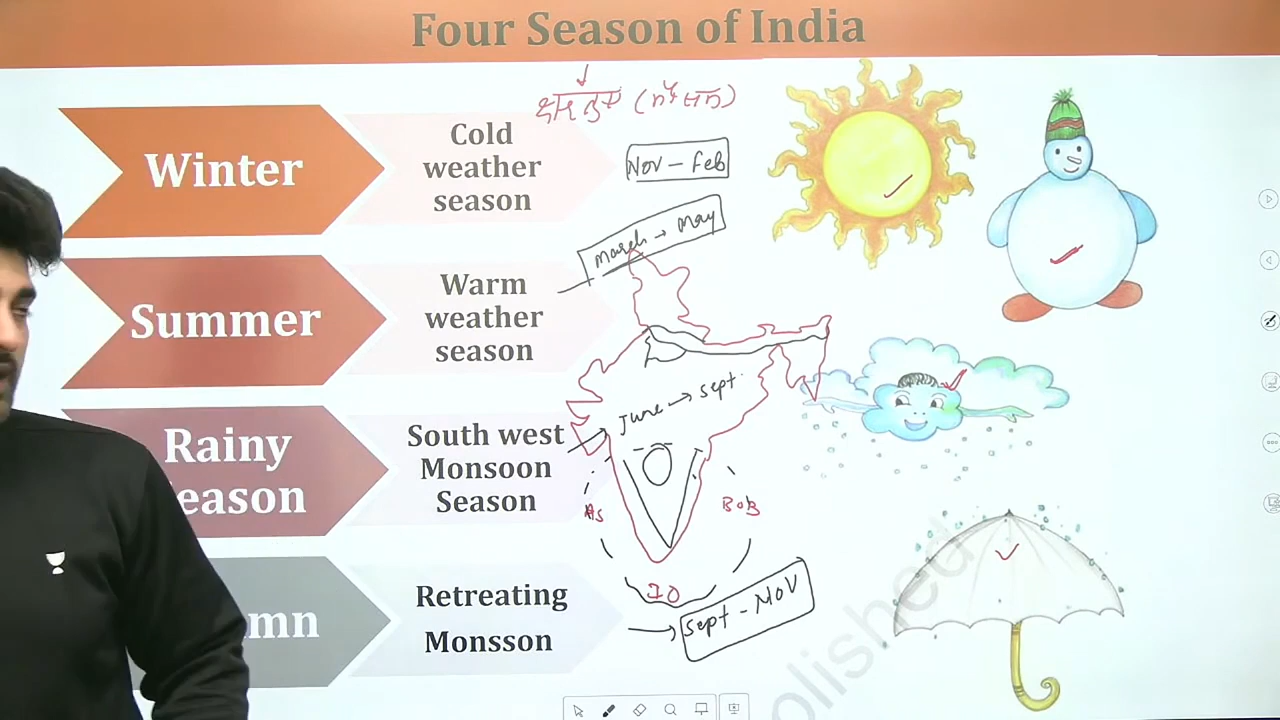 Four Season of India
Winter
Cold
weather
season
Nov - Feb
March → May
Summer
Warm
weather
season
June → Sept.
Rainy
eason
South west
Monsoon
Season
AS
BOB
IO
mn
Retreating
Monsson
Sept - NOV
olished